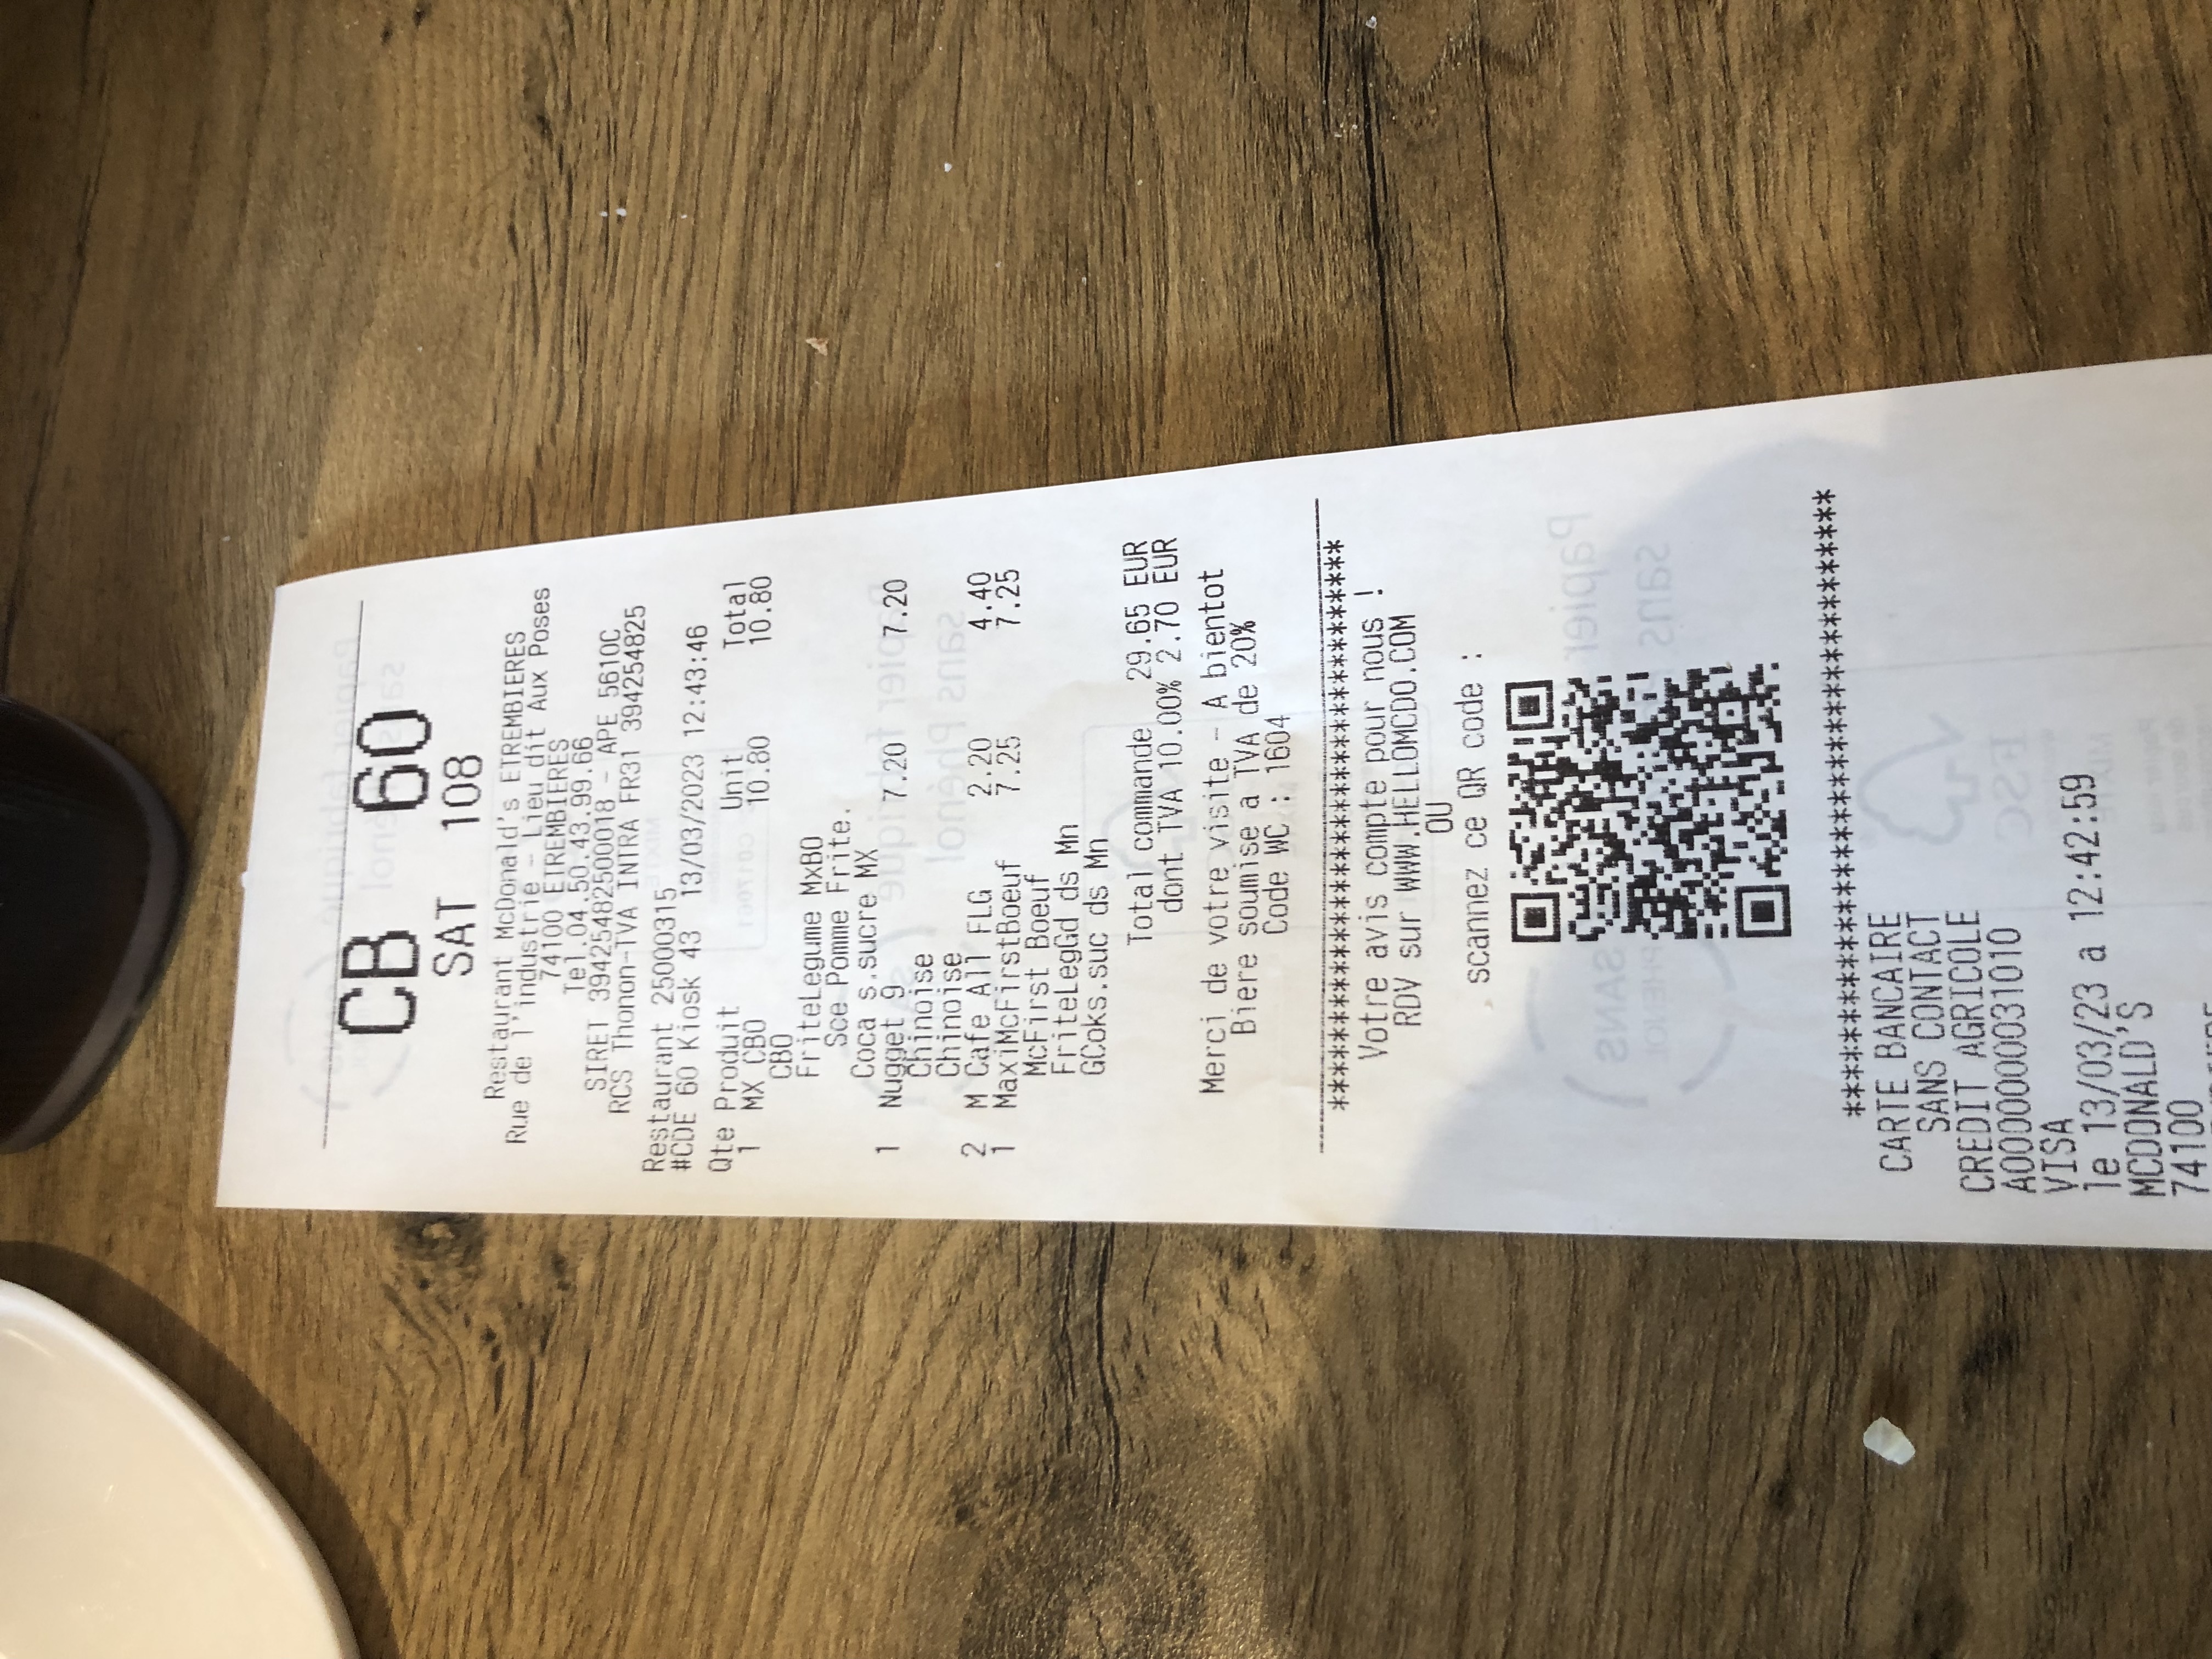 CB 60
SAT 108
Restaurant McDonald's ETREMBIERES
Rue de l'industrie - Lieu dit Aux Poses
74100 ETREMBIERES
Tel.04.50.43.99.66
SIRET 39425482500018 - APE 5610C
RCS Thonon-TVA INTRA FR31 394254825
Restaurant 25000315
#CDE 60 Kiosk 43 13/03/2023 12:43:46
Qte Produit Unit Total
1 MX CBO 10.80 10.80
CBO
FriteLegume MxBO
Sce Pomme Frite.
Coca s.sucre MX
1 Nugget 9 7.20 7.20
Chinoise
Chinoise
2 M Cafe All FLG 2.20 4.40
1 MaxiMcFirstBoeuf 7.25 7.25
McFirst Boeuf
FriteLegGd ds Mn
GCoks.suc ds Mn
Total commande 29.65 EUR
dont TVA 10.00% 2.70 EUR
Merci de votre visite - A bientot
Biere soumise a TVA de 20%
Code WC : 1604
Votre avis compte pour nous !
RDV sur WWW.HELLOMCDO.COM
OU
scannez ce QR code :
CARTE BANCAIRE
SANS CONTACT
CREDIT AGRICOLE
A0000000031010
VISA
le 13/03/23 a 12:42:59
MCDONALD'S
74100